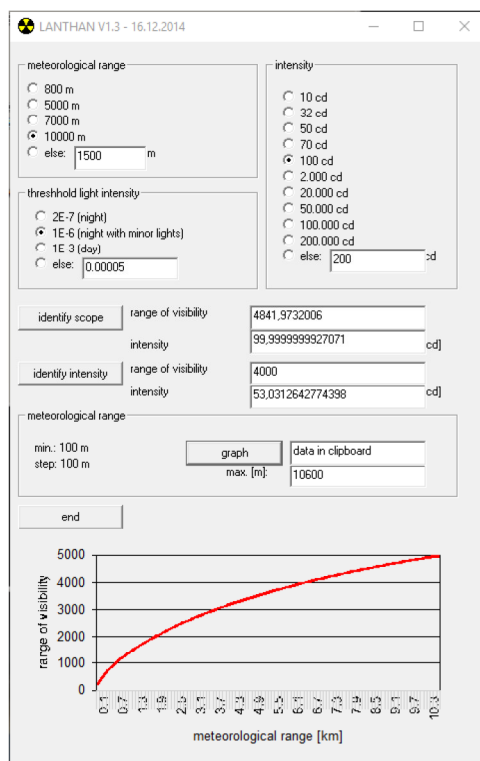 LANTHAN V1.3 - 16.12.2014
meteorological range
800 m
5000 m
7000 m
10000 m
else: 1500 m
threshhold light intensity
2E-7 (night)
1E-6 (night with minor lights)
1E 3 (day)
else: 0.00005
intensity
10 cd
32 cd
50 cd
70 cd
100 cd
2.000 cd
20.000 cd
50.000 cd
100.000 cd
200.000 cd
else: 200 cd
identify scope range of visibility 4841,9732006
intensity 99,9999999927071 cd]
identify intensity range of visibility 4000
intensity 53,0312642774398 cd]
meteorological range
min.: 100 m
step: 100 m
graph data in clipboard
max. [m]: 10600
end
range of visibility
5000
4000
3000
2000
1000
0
0.1 0.7 1.3 1.9 2.5 3.1 3.7 4.3 4.9 5.5 6.1 6.7 7.3 7.9 8.5 9.1 9.7 10.3
meteorological range [km]